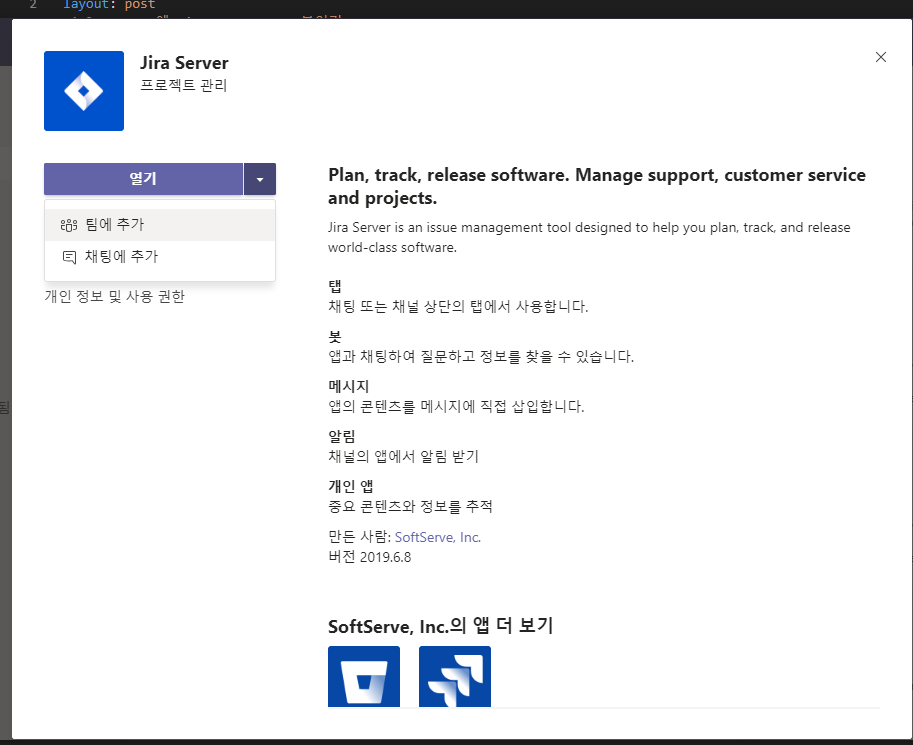 2 layout: post
Jira Server
프로젝트 관리
열기
팀에 추가
채팅에 추가
개인 정보 및 사용 권한
Plan, track, release software. Manage support, customer service
and projects.
Jira Server is an issue management tool designed to help you plan, track, and release
world-class software.
탭
채팅 또는 채널 상단의 탭에서 사용합니다.
봇
앱과 채팅하여 질문하고 정보를 찾을 수 있습니다.
메시지
앱의 콘텐츠를 메시지에 직접 삽입합니다.
알림
채널의 앱에서 알림 받기
개인 앱
중요 콘텐츠와 정보를 추적
만든 사람: SoftServe, Inc.
버전 2019.6.8
SoftServe, Inc.의 앱 더 보기